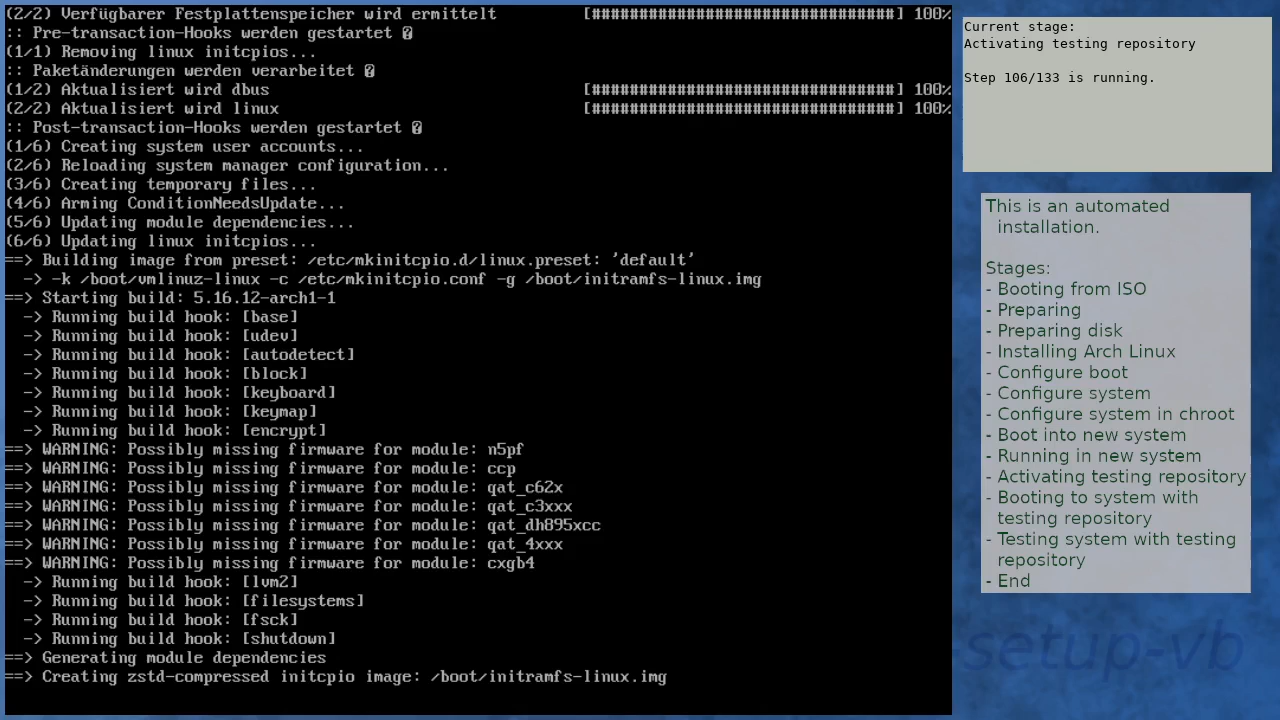 (2/2) Verfügbarer Festplattenspeicher wird ermittelt [################################] 100%
:: Pre-transaction-Hooks werden gestartet
(1/1) Removing linux initcpios...
:: Paketänderungen werden verarbeitet
(1/2) Aktualisiert wird dbus [################################] 100%
(2/2) Aktualisiert wird linux [################################] 100%
:: Post-transaction-Hooks werden gestartet
(1/6) Creating system user accounts...
(2/6) Reloading system manager configuration...
(3/6) Creating temporary files...
(4/6) Arming ConditionNeedsUpdate...
(5/6) Updating module dependencies...
(6/6) Updating linux initcpios...
==> Building image from preset: /etc/mkinitcpio.d/linux.preset: 'default'
-> -k /boot/vmlinuz-linux -c /etc/mkinitcpio.conf -g /boot/initramfs-linux.img
==> Starting build: 5.16.12-arch1-1
-> Running build hook: [base]
-> Running build hook: [udev]
-> Running build hook: [autodetect]
-> Running build hook: [block]
-> Running build hook: [keyboard]
-> Running build hook: [keymap]
-> Running build hook: [encrypt]
==> WARNING: Possibly missing firmware for module: n5pf
==> WARNING: Possibly missing firmware for module: ccp
==> WARNING: Possibly missing firmware for module: qat_c62x
==> WARNING: Possibly missing firmware for module: qat_c3xxx
==> WARNING: Possibly missing firmware for module: qat_dh895xcc
==> WARNING: Possibly missing firmware for module: qat_4xxx
==> WARNING: Possibly missing firmware for module: cxgb4
-> Running build hook: [lvm2]
-> Running build hook: [filesystems]
-> Running build hook: [fsck]
-> Running build hook: [shutdown]
==> Generating module dependencies
==> Creating zstd-compressed initcpio image: /boot/initramfs-linux.img
Current stage:
Activating testing repository
Step 106/133 is running.
This is an automated
installation.
Stages:
- Booting from ISO
- Preparing
- Preparing disk
- Installing Arch Linux
- Configure boot
- Configure system
- Configure system in chroot
- Boot into new system
- Running in new system
- Activating testing repository
- Booting to system with
testing repository
- Testing system with testing
repository
- End
-setup-vb